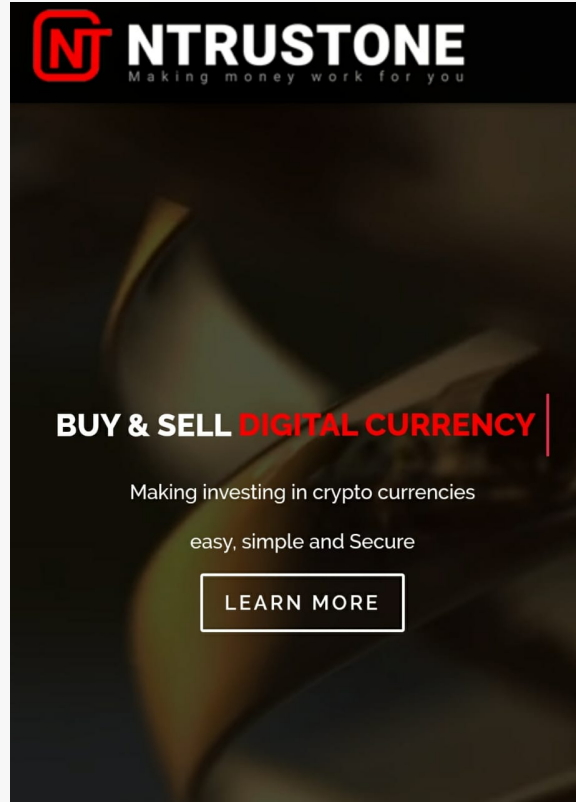 NT NTRUSTONE
Making money work for you
BUY & SELL DIGITAL CURRENCY
Making investing in crypto currencies
easy, simple and Secure
LEARN MORE